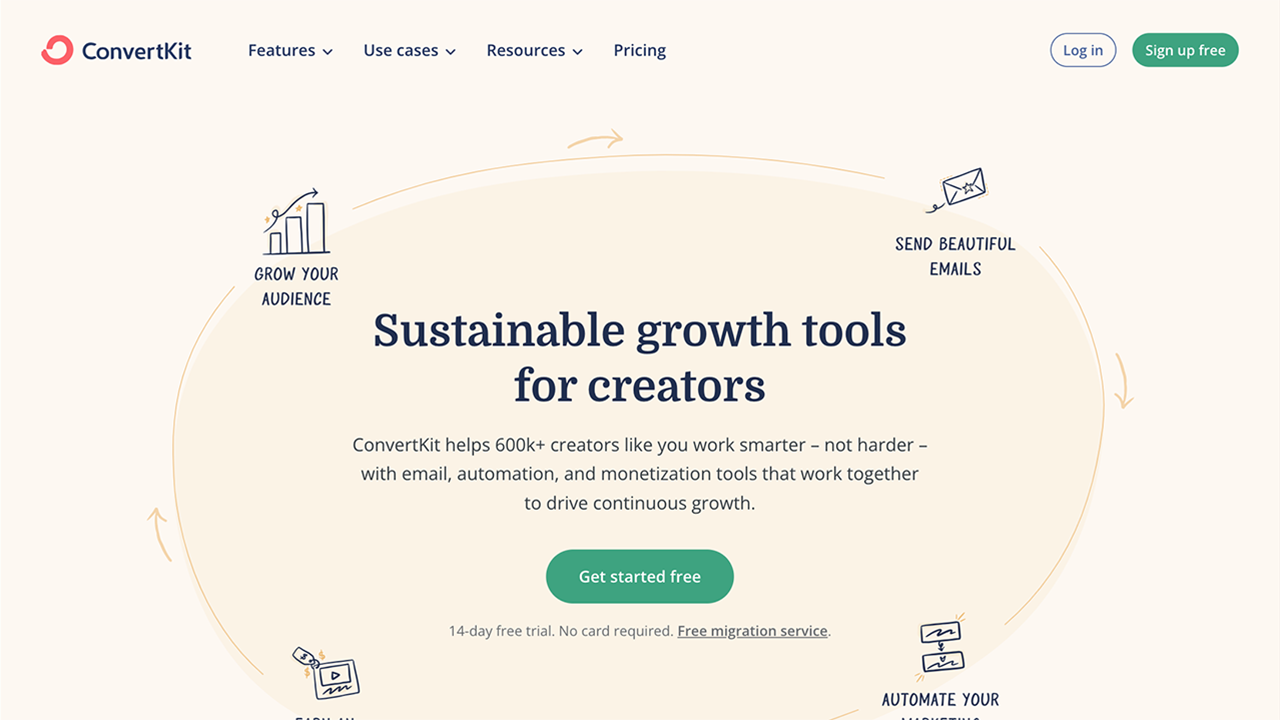 ConvertKit
Features
Use cases
Resources
Pricing
Log in
Sign up free
GROW YOUR
AUDIENCE
SEND BEAUTIFUL
EMAILS
Sustainable growth tools
for creators
ConvertKit helps 600k+ creators like you work smarter – not harder –
with email, automation, and monetization tools that work together
to drive continuous growth.
Get started free
14-day free trial. No card required. Free migration service.
EARN AN
AUTOMATE YOUR
MARKETING